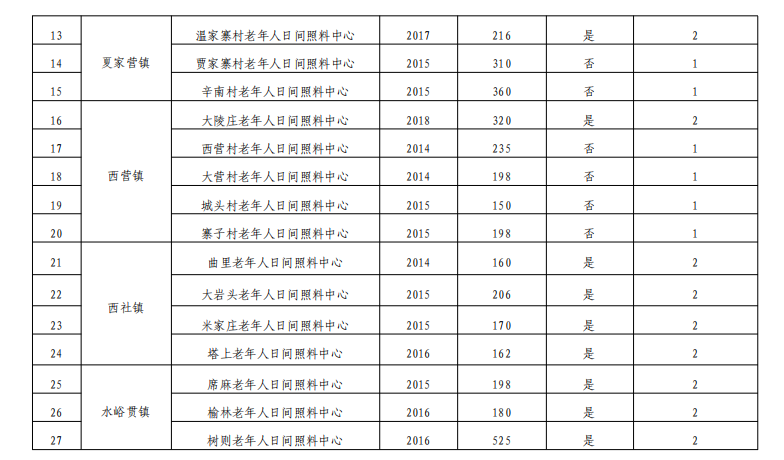 13 夏家营镇 温家寨村老年人日间照料中心 2017 216 是 2
14 贾家寨村老年人日间照料中心 2015 310 否 1
15 辛南村老年人日间照料中心 2015 360 否 1
16 西营镇 大陵庄老年人日间照料中心 2018 320 是 2
17 西营村老年人日间照料中心 2014 235 否 1
18 大营村老年人日间照料中心 2014 198 否 1
19 城头村老年人日间照料中心 2015 150 否 1
20 寨子村老年人日间照料中心 2015 198 否 1
21 西社镇 曲里老年人日间照料中心 2014 160 是 2
22 大岩头老年人日间照料中心 2015 206 是 2
23 米家庄老年人日间照料中心 2015 170 是 2
24 塔上老年人日间照料中心 2016 162 是 2
25 水峪贯镇 席麻老年人日间照料中心 2015 198 是 2
26 榆林老年人日间照料中心 2016 180 是 2
27 树则老年人日间照料中心 2016 525 是 2